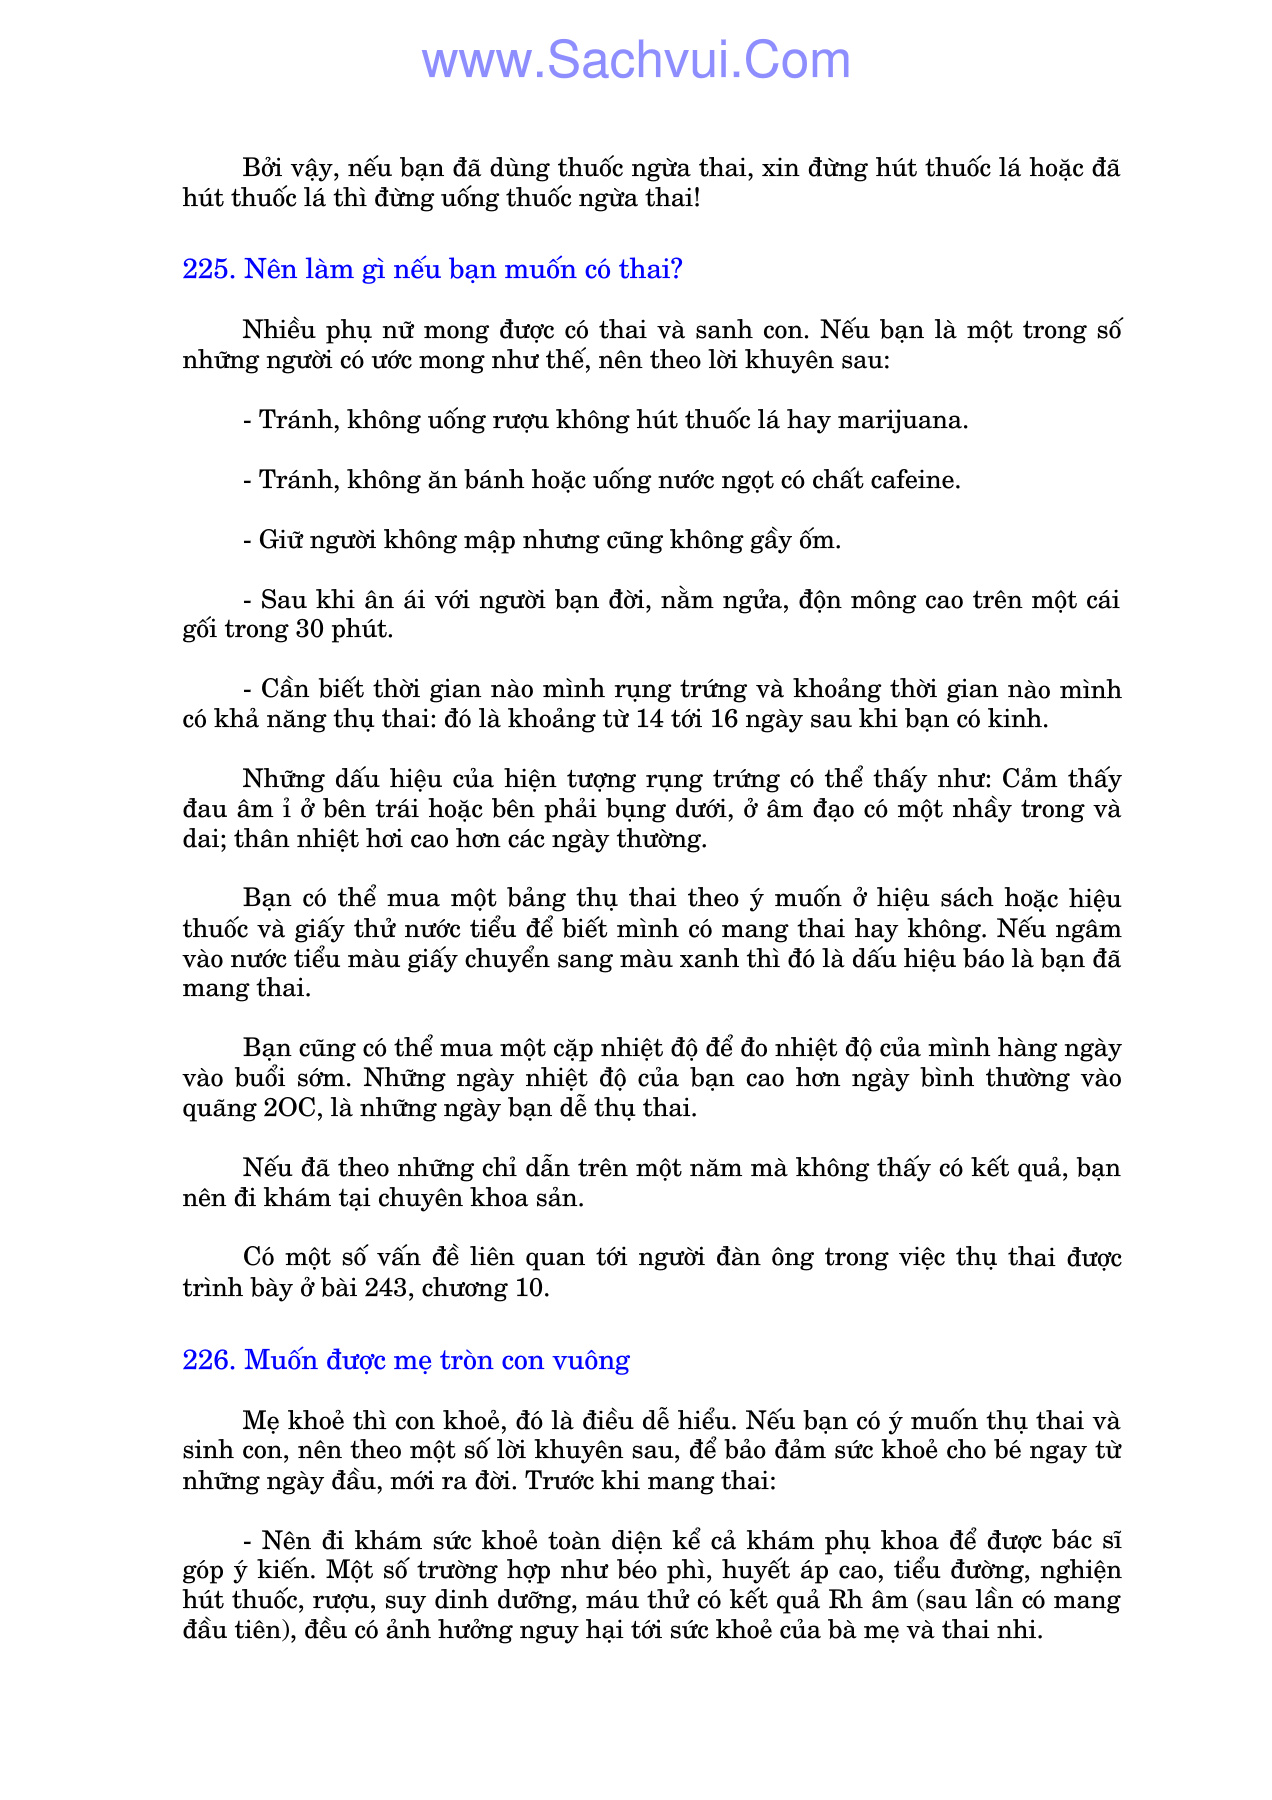 www.Sachvui.Com
Bởi vậy, nếu bạn đã dùng thuốc ngừa thai, xin đừng hút thuốc lá hoặc đã
hút thuốc lá thì đừng uống thuốc ngừa thai!
225. Nên làm gì nếu bạn muốn có thai?
Nhiều phụ nữ mong được có thai và sanh con. Nếu bạn là một trong số
những người có ước mong như thế, nên theo lời khuyên sau:
- Tránh, không uống rượu không hút thuốc lá hay marijuana.
- Tránh, không ăn bánh hoặc uống nước ngọt có chất cafeine.
- Giữ người không mập nhưng cũng không gầy ốm.
- Sau khi ân ái với người bạn đời, nằm ngửa, độn mông cao trên một cái
gối trong 30 phút.
- Cần biết thời gian nào mình rụng trứng và khoảng thời gian nào mình
có khả năng thụ thai: đó là khoảng từ 14 tới 16 ngày sau khi bạn có kinh.
Những dấu hiệu của hiện tượng rụng trứng có thể thấy như: Cảm thấy
đau âm ỉ ở bên trái hoặc bên phải bụng dưới, ở âm đạo có một nhầy trong và
dai; thân nhiệt hơi cao hơn các ngày thường.
Bạn có thể mua một bảng thụ thai theo ý muốn ở hiệu sách hoặc hiệu
thuốc và giấy thử nước tiểu để biết mình có mang thai hay không. Nếu ngâm
vào nước tiểu màu giấy chuyển sang màu xanh thì đó là dấu hiệu báo là bạn đã
mang thai.
Bạn cũng có thể mua một cặp nhiệt độ để đo nhiệt độ của mình hàng ngày
vào buổi sớm. Những ngày nhiệt độ của bạn cao hơn ngày bình thường vào
quãng 2OC, là những ngày bạn dễ thụ thai.
Nếu đã theo những chỉ dẫn trên một năm mà không thấy có kết quả, bạn
nên đi khám tại chuyên khoa sản.
Có một số vấn đề liên quan tới người đàn ông trong việc thụ thai được
trình bày ở bài 243, chương 10.
226. Muốn được mẹ tròn con vuông
Mẹ khoẻ thì con khoẻ, đó là điều dễ hiểu. Nếu bạn có ý muốn thụ thai và
sinh con, nên theo một số lời khuyên sau, để bảo đảm sức khoẻ cho bé ngay từ
những ngày đầu, mới ra đời. Trước khi mang thai:
- Nên đi khám sức khoẻ toàn diện kể cả khám phụ khoa để được bác sĩ
góp ý kiến. Một số trường hợp như béo phì, huyết áp cao, tiểu đường, nghiện
hút thuốc, rượu, suy dinh dưỡng, máu thử có kết quả Rh âm (sau lần có mang
đầu tiên), đều có ảnh hưởng nguy hại tới sức khoẻ của bà mẹ và thai nhi.